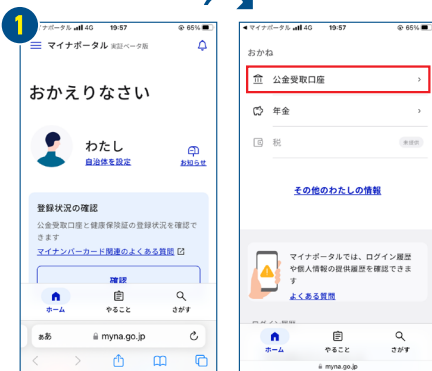 1
マイナポータル 4G 19:57 65%
マイナポータル 実証ベータ版
おかえりなさい
わたし
自治体を設定
お知らせ
登録状況の確認
公金受取口座と健康保険証の登録状況を確認で
きます
マイナンバーカード関連のよくある質問
確認
ホーム
やること
さがす
ぁあ
myna.go.jp
マイナポータル 4G 19:57 65%
おかね
公金受取口座
年金
税
その他のわたしの情報
マイナポータルでは、ログイン履歴
や個人情報の提供履歴を確認できま
す
よくある質問
ホーム
やること
さがす
myna.go.jp